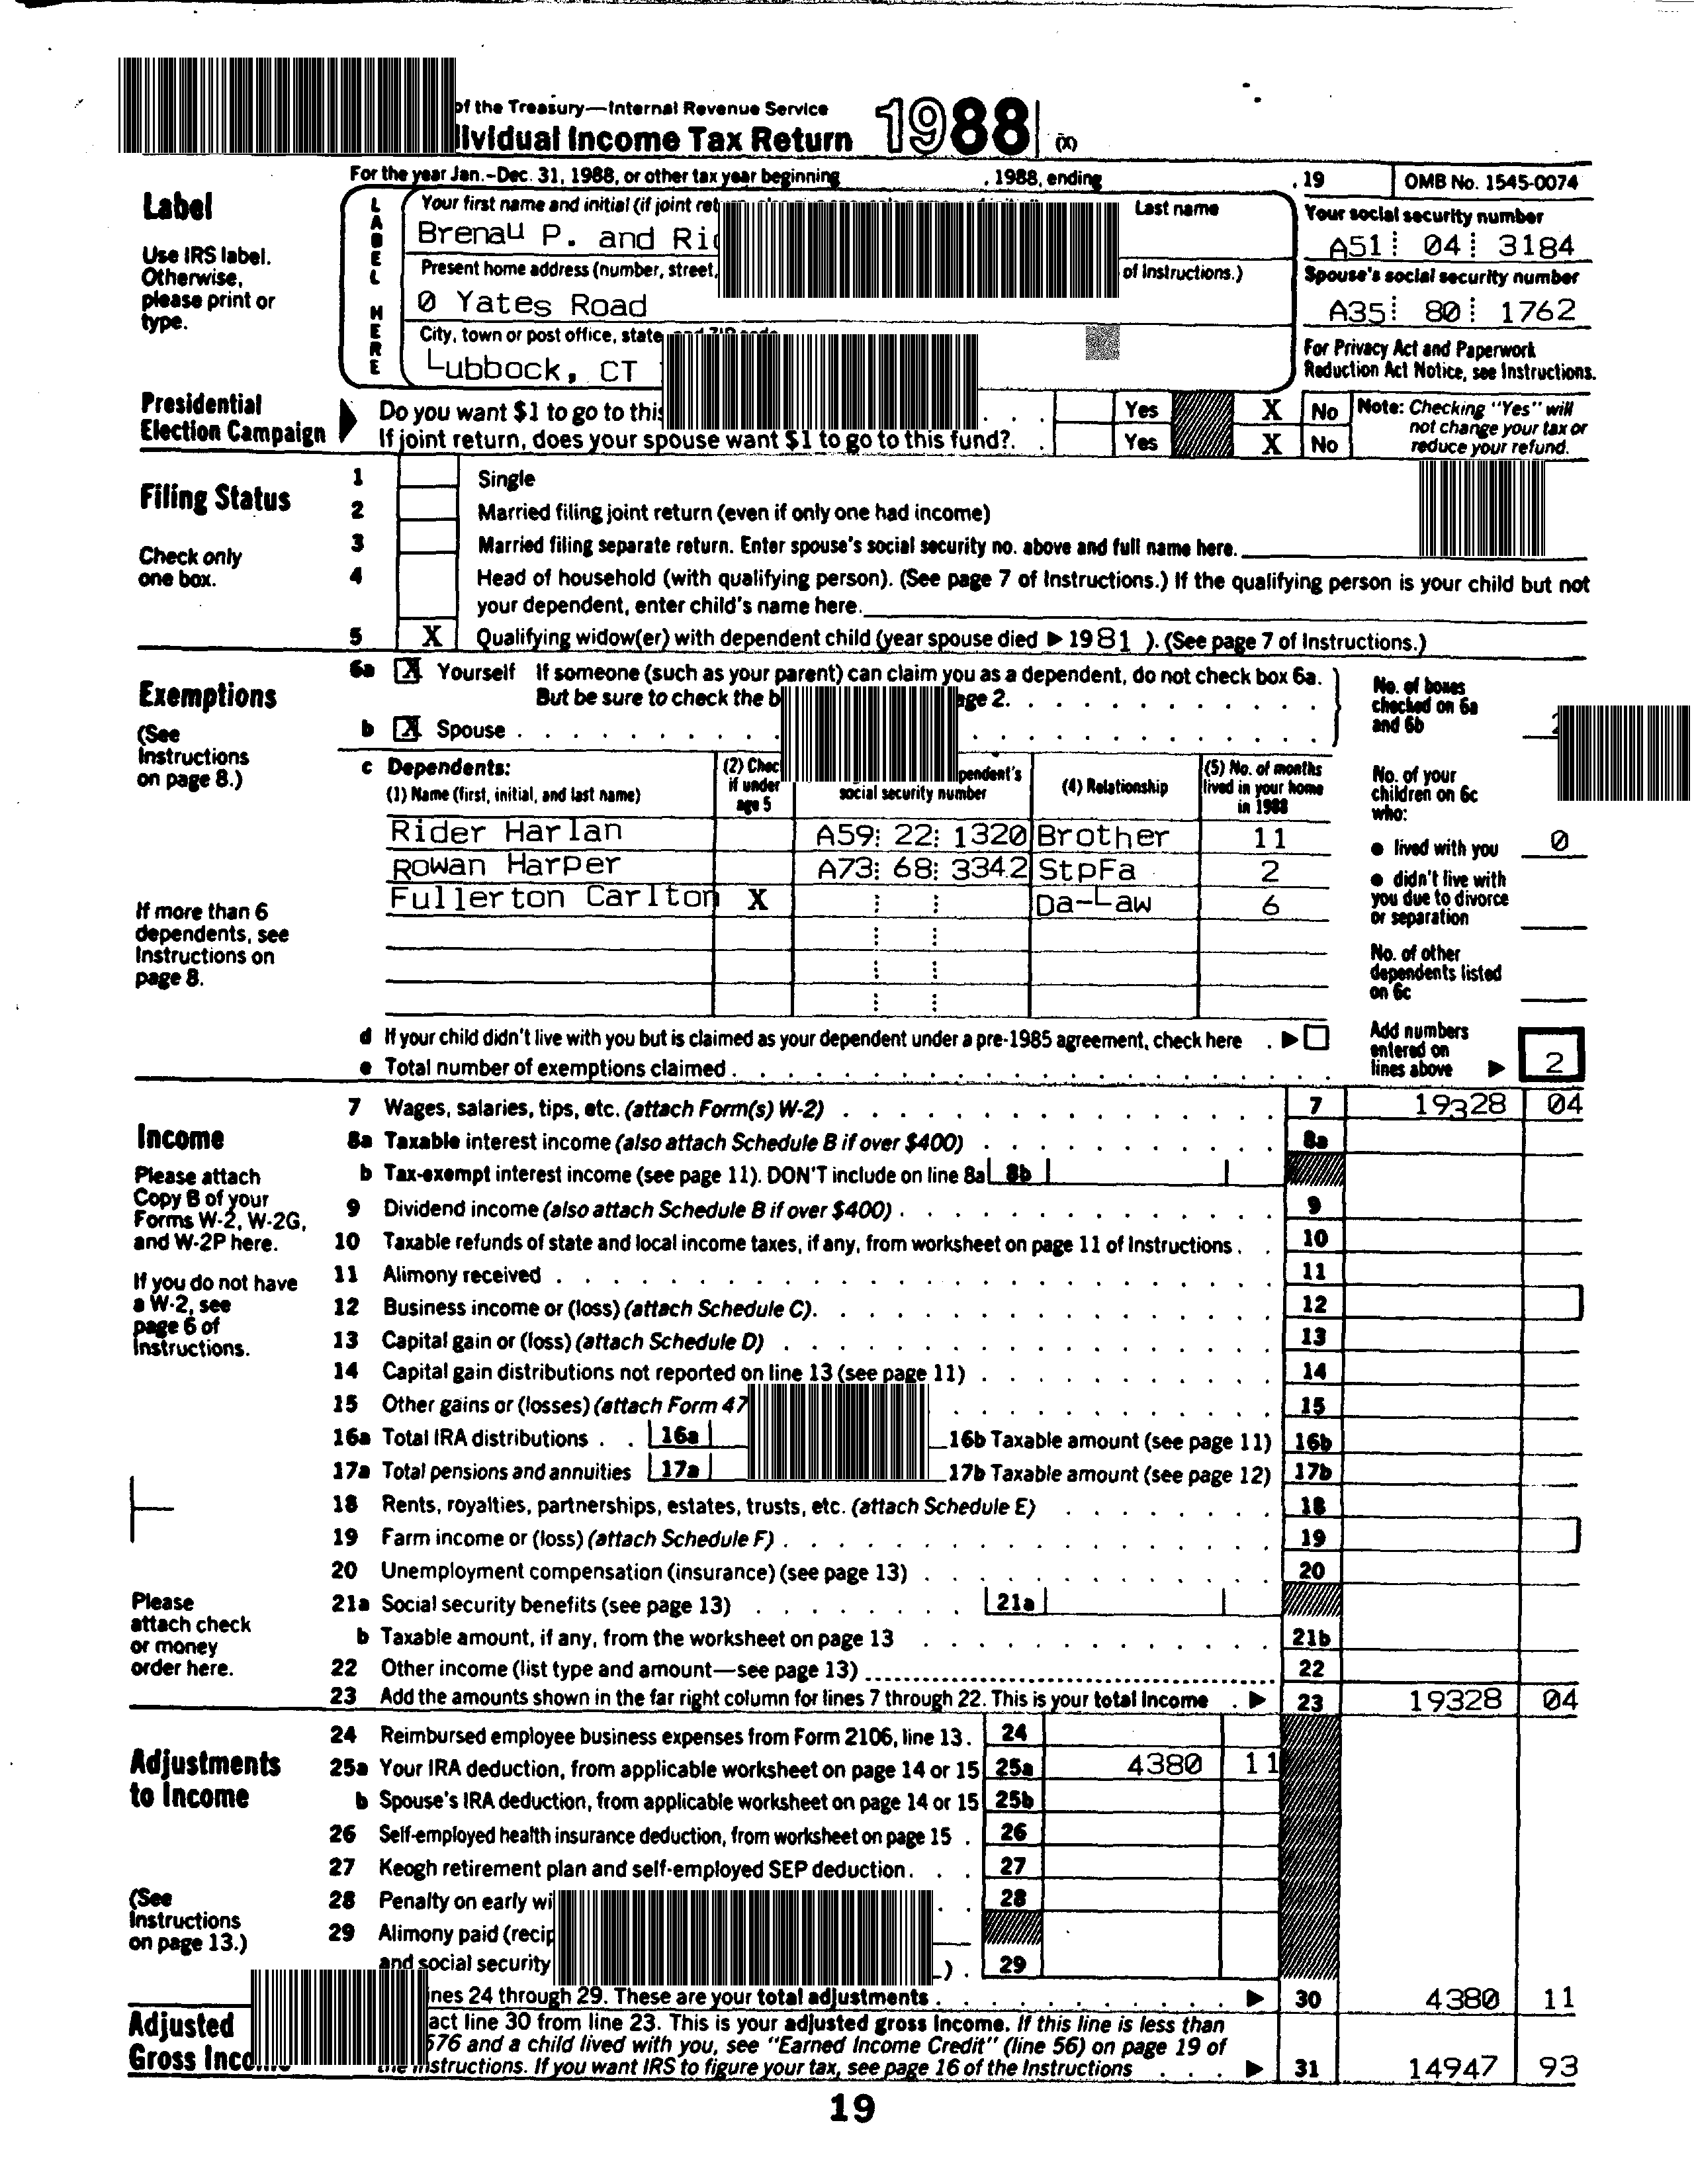 of the Treasury—Internal Revenue Service
Individual Income Tax Return 1988 (X)
For the year Jan.-Dec. 31, 1988, or other tax year beginning , 1988, ending , 19 OMB No. 1545-0074
Label
Use IRS label. Otherwise, please print or type.
LABEL HERE
Your first name and initial (if joint Last name
Brenau P. and
Your social security number
A51 04 3184
Present home address (number, street, of Instructions.)
0 Yates Road
Spouse's social security number
A35 80 1762
City, town or post office, state
Lubbock, CT
For Privacy Act and Paperwork Reduction Act Notice, see Instructions.
Presidential Election Campaign
Do you want $1 to go to this . . . Yes X No
If joint return, does your spouse want $1 to go to this fund? . . Yes X No
Note: Checking "Yes" will not change your tax or reduce your refund.
Filing Status
Check only one box.
1 Single
2 Married filing joint return (even if only one had income)
3 Married filing separate return. Enter spouse's social security no. above and full name here.
4 Head of household (with qualifying person). (See page 7 of Instructions.) If the qualifying person is your child but not
your dependent, enter child's name here.
5 X Qualifying widow(er) with dependent child (year spouse died ▶ 1981 ). (See page 7 of Instructions.)
Exemptions
(See Instructions on page 8.)
6a X Yourself If someone (such as your parent) can claim you as a dependent, do not check box 6a.
But be sure to check the page 2.
b X Spouse
No. of boxes checked on 6a and 6b
c Dependents:
(1) Name (first, initial, and last name)
(2) Check if under age 5
dependent's social security number
(4) Relationship
(5) No. of months lived in your home in 1988
No. of your children on 6c who:
Rider Harlan A59 22 1320 Brother 11
Rowan Harper A73 68 3342 StpFa 2
Fullerton Carlton X Da-Law 6
● lived with you 0
● didn't live with you due to divorce or separation
No. of other dependents listed on 6c
If more than 6 dependents, see Instructions on page 8.
d If your child didn't live with you but is claimed as your dependent under a pre-1985 agreement, check here . ▶
e Total number of exemptions claimed
Add numbers entered on lines above ▶ 2
Income
Please attach Copy B of your Forms W-2, W-2G, and W-2P here.
If you do not have a W-2, see page 6 of Instructions.
Please attach check or money order here.
7 Wages, salaries, tips, etc. (attach Form(s) W-2) 7 19328 04
8a Taxable interest income (also attach Schedule B if over $400) 8a
b Tax-exempt interest income (see page 11). DON'T include on line 8a 8b
9 Dividend income (also attach Schedule B if over $400) 9
10 Taxable refunds of state and local income taxes, if any, from worksheet on page 11 of Instructions 10
11 Alimony received 11
12 Business income or (loss) (attach Schedule C) 12
13 Capital gain or (loss) (attach Schedule D) 13
14 Capital gain distributions not reported on line 13 (see page 11) 14
15 Other gains or (losses) (attach Form 47 15
16a Total IRA distributions 16a 16b Taxable amount (see page 11) 16b
17a Total pensions and annuities 17a 17b Taxable amount (see page 12) 17b
18 Rents, royalties, partnerships, estates, trusts, etc. (attach Schedule E) 18
19 Farm income or (loss) (attach Schedule F) 19
20 Unemployment compensation (insurance) (see page 13) 20
21a Social security benefits (see page 13) 21a
b Taxable amount, if any, from the worksheet on page 13 21b
22 Other income (list type and amount—see page 13) 22
23 Add the amounts shown in the far right column for lines 7 through 22. This is your total income ▶ 23 19328 04
Adjustments to Income
(See Instructions on page 13.)
24 Reimbursed employee business expenses from Form 2106, line 13. 24
25a Your IRA deduction, from applicable worksheet on page 14 or 15 25a 4380 11
b Spouse's IRA deduction, from applicable worksheet on page 14 or 15 25b
26 Self-employed health insurance deduction, from worksheet on page 15 26
27 Keogh retirement plan and self-employed SEP deduction 27
28 Penalty on early 28
29 Alimony paid
and social security ) . 29
lines 24 through 29. These are your total adjustments ▶ 30 4380 11
Adjusted Gross
line 30 from line 23. This is your adjusted gross income. If this line is less than
576 and a child lived with you, see "Earned Income Credit" (line 56) on page 19 of
the Instructions. If you want IRS to figure your tax, see page 16 of the Instructions ▶ 31 14947 93
19